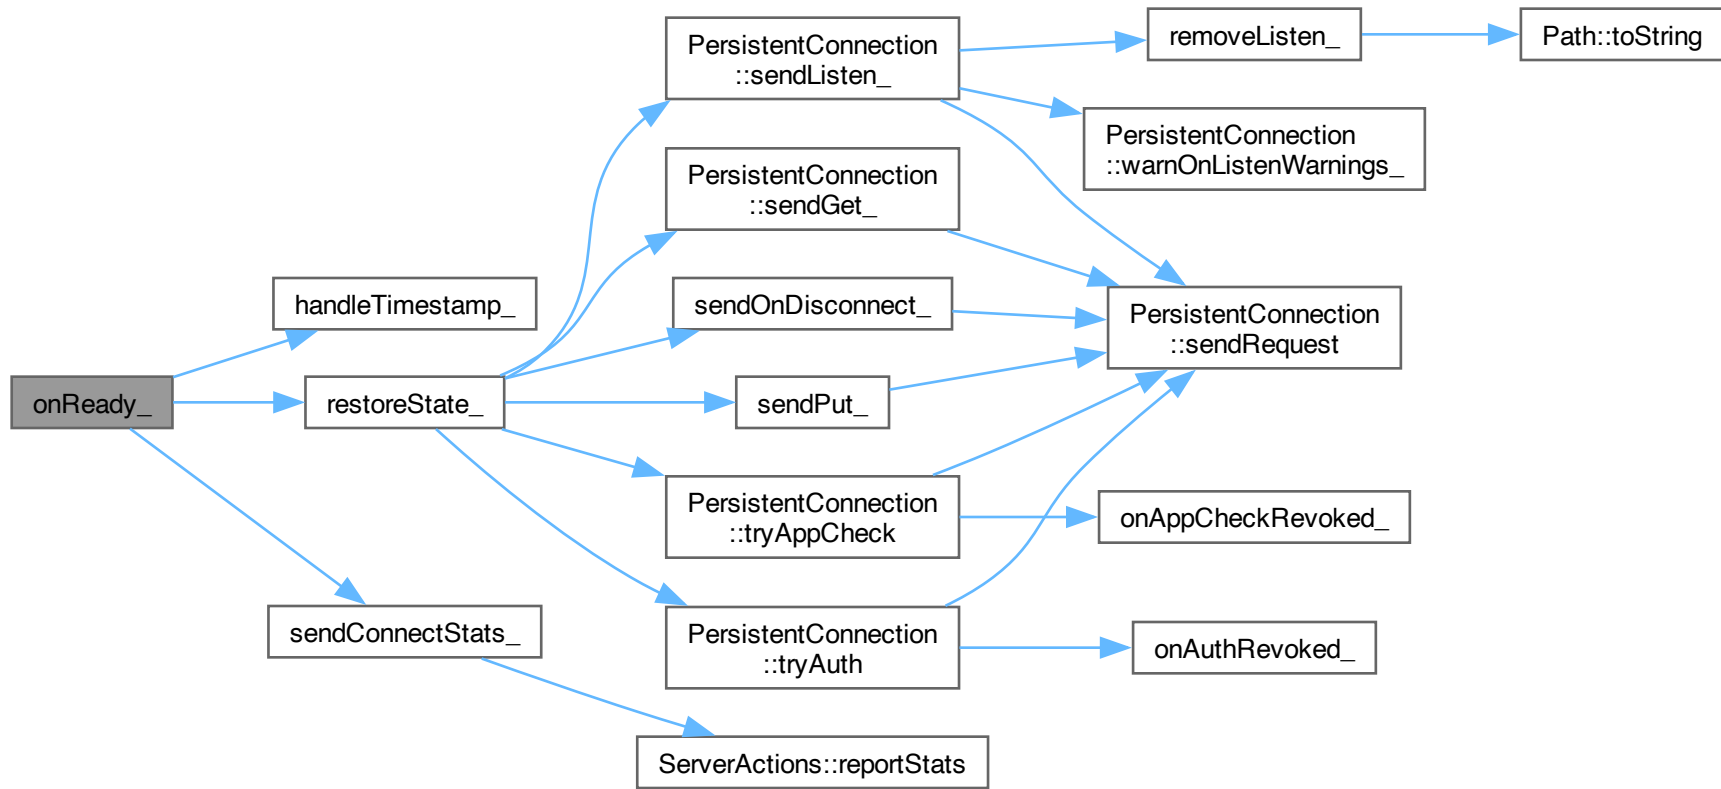 onReady_
handleTimestamp_
restoreState_
sendConnectStats_
PersistentConnection
::sendListen_
PersistentConnection
::sendGet_
sendOnDisconnect_
sendPut_
PersistentConnection
::tryAppCheck
PersistentConnection
::tryAuth
ServerActions::reportStats
removeListen_
PersistentConnection
::warnOnListenWarnings_
PersistentConnection
::sendRequest
onAppCheckRevoked_
onAuthRevoked_
Path::toString